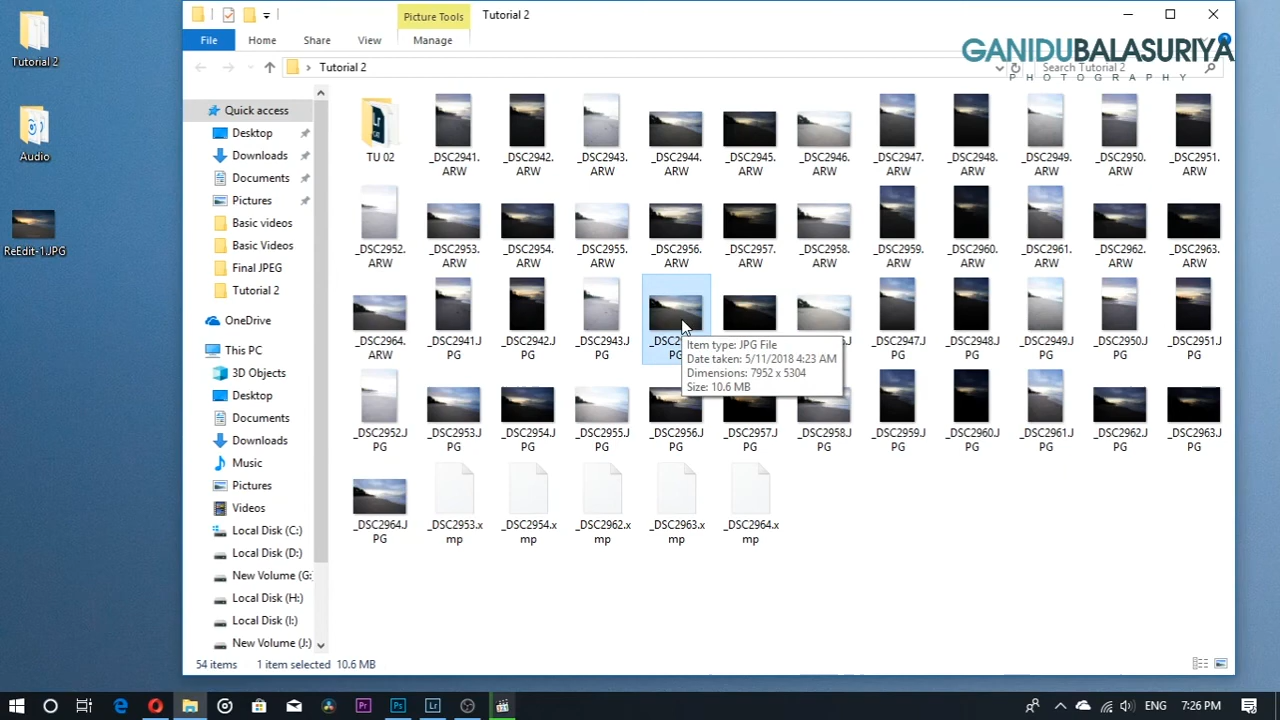 Picture Tools
Tutorial 2
File
Home
Share
View
Manage
GANIDUBALASURIYA
PHOTOGRAPHY
Tutorial 2
Search Tutorial 2
Tutorial 2
Audio
ReEdit-1.JPG
Quick access
Desktop
Downloads
Documents
Pictures
Basic videos
Basic Videos
Final JPEG
Tutorial 2
OneDrive
This PC
3D Objects
Desktop
Documents
Downloads
Music
Pictures
Videos
Local Disk (C:)
Local Disk (D:)
New Volume (G:
Local Disk (H:)
Local Disk (I:)
New Volume (J:)
TU 02
_DSC2941.ARW
_DSC2942.ARW
_DSC2943.ARW
_DSC2944.ARW
_DSC2945.ARW
_DSC2946.ARW
_DSC2947.ARW
_DSC2948.ARW
_DSC2949.ARW
_DSC2950.ARW
_DSC2951.ARW
_DSC2952.ARW
_DSC2953.ARW
_DSC2954.ARW
_DSC2955.ARW
_DSC2956.ARW
_DSC2957.ARW
_DSC2958.ARW
_DSC2959.ARW
_DSC2960.ARW
_DSC2961.ARW
_DSC2962.ARW
_DSC2963.ARW
_DSC2964.ARW
_DSC2941.JPG
_DSC2942.JPG
_DSC2943.JPG
_DSC2947.JPG
_DSC2948.JPG
_DSC2949.JPG
_DSC2950.JPG
_DSC2951.JPG
Item type: JPG File
Date taken: 5/11/2018 4:23 AM
Dimensions: 7952 x 5304
Size: 10.6 MB
_DSC2952.JPG
_DSC2953.JPG
_DSC2954.JPG
_DSC2955.JPG
_DSC2956.JPG
_DSC2957.JPG
_DSC2958.JPG
_DSC2959.JPG
_DSC2960.JPG
_DSC2961.JPG
_DSC2962.JPG
_DSC2963.JPG
_DSC2964.JPG
_DSC2953.xmp
_DSC2954.xmp
_DSC2962.xmp
_DSC2963.xmp
_DSC2964.xmp
54 items
1 item selected 10.6 MB
Pr
Ps
Lr
ENG
7:26 PM